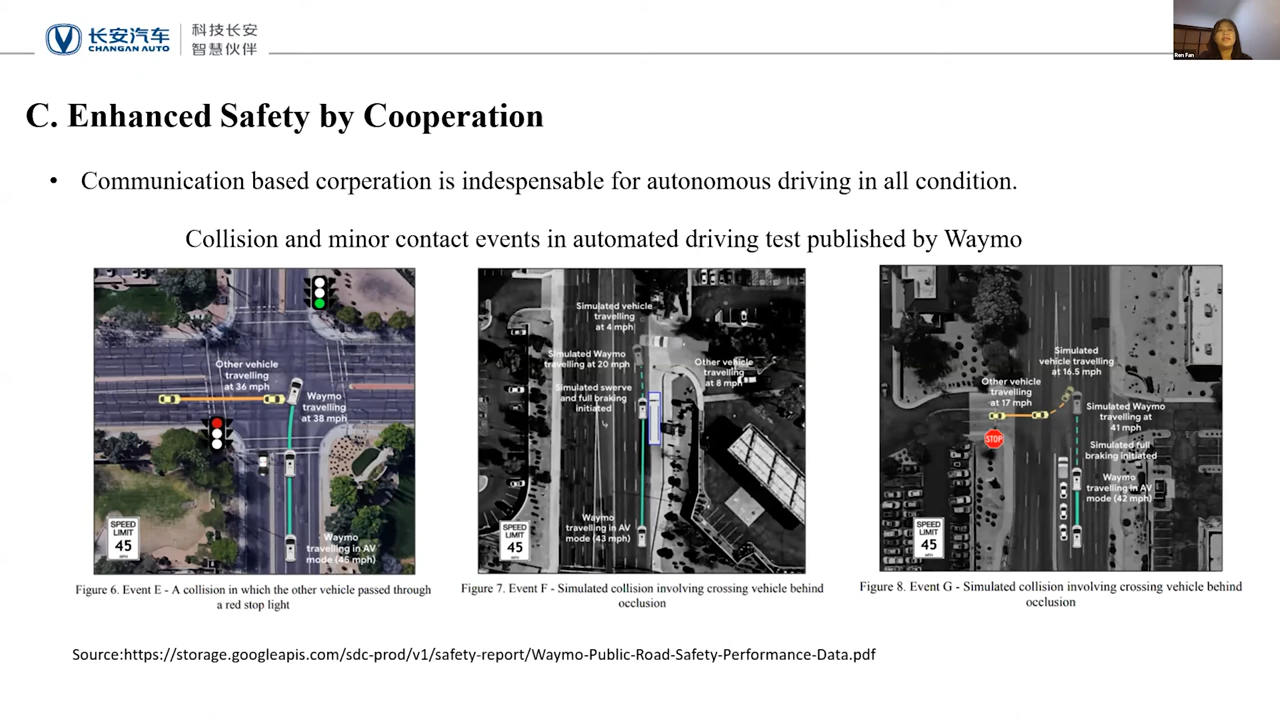 长安汽车
CHANGAN AUTO
科技长安
智慧伙伴
Ren Fan
C. Enhanced Safety by Cooperation
• Communication based corperation is indespensable for autonomous driving in all condition.
Collision and minor contact events in automated driving test published by Waymo
Other vehicle
travelling
at 36 mph
Waymo
travelling
at 38 mph
SPEED
LIMIT
45
MPH
Waymo
travelling in AV
mode (46 mph)
Figure 6. Event E - A collision in which the other vehicle passed through
a red stop light
Simulated vehicle
travelling
at 4 mph
Simulated Waymo
travelling at 20 mph
Other vehicle
travelling
at 8 mph
Simulated swerve
and full braking
initiated
Waymo
travelling in AV
mode (43 mph)
SPEED
LIMIT
45
MPH
Figure 7. Event F - Simulated collision involving crossing vehicle behind
occlusion
Simulated
vehicle travelling
at 16.5 mph
Other vehicle
travelling
at 17 mph
STOP
Simulated Waymo
travelling at
41 mph
Simulated full
braking initiated
Waymo
travelling in AV
mode (42 mph)
SPEED
LIMIT
45
MPH
Figure 8. Event G - Simulated collision involving crossing vehicle behind
occlusion
Source:https://storage.googleapis.com/sdc-prod/v1/safety-report/Waymo-Public-Road-Safety-Performance-Data.pdf